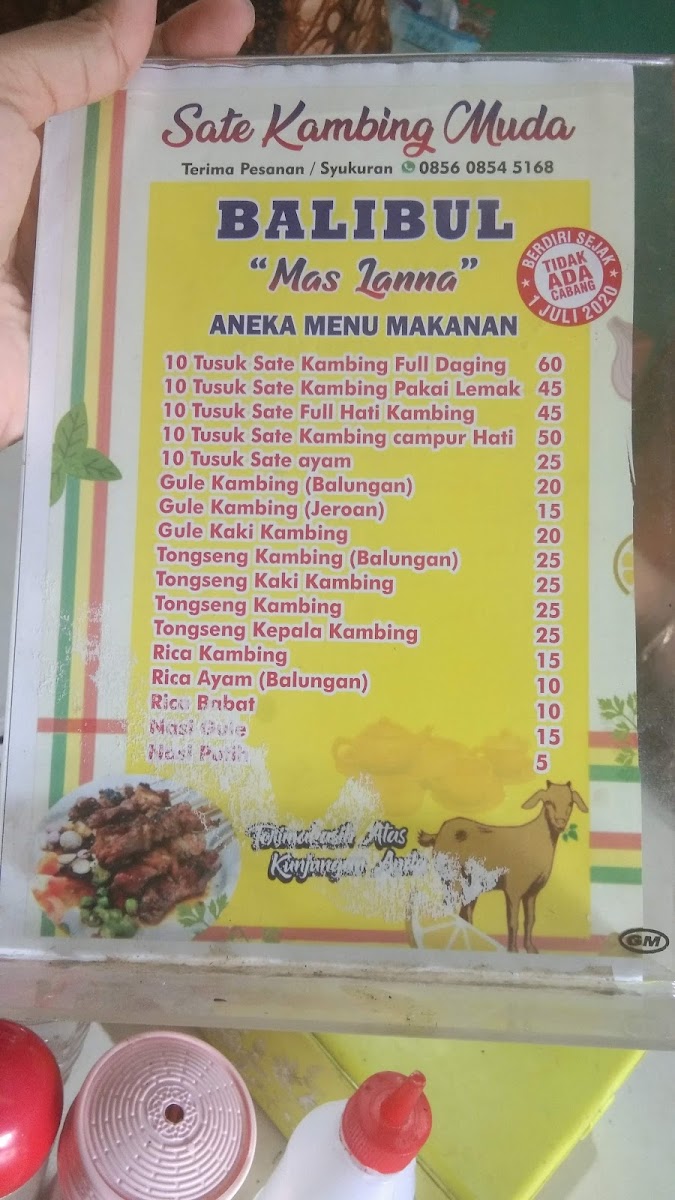 Sate Kambing Muda
Terima Pesanan / Syukuran 0856 0854 5168
BALIBUL
"Mas Lanna"
BERDIRI SEJAK
TIDAK
ADA
CABANG
1 JULI 2020
ANEKA MENU MAKANAN
10 Tusuk Sate Kambing Full Daging 60
10 Tusuk Sate Kambing Pakai Lemak 45
10 Tusuk Sate Full Hati Kambing 45
10 Tusuk Sate Kambing campur Hati 50
10 Tusuk Sate ayam 25
Gule Kambing (Balungan) 20
Gule Kambing (Jeroan) 15
Gule Kaki Kambing 20
Tongseng Kambing (Balungan) 25
Tongseng Kaki Kambing 25
Tongseng Kambing 25
Tongseng Kepala Kambing 25
Rica Kambing 15
Rica Ayam (Balungan) 10
Rica Babat 10
Nasi Gule 15
Nasi Putih 5
Terimakasih Atas
Kunjungan Anda
GM